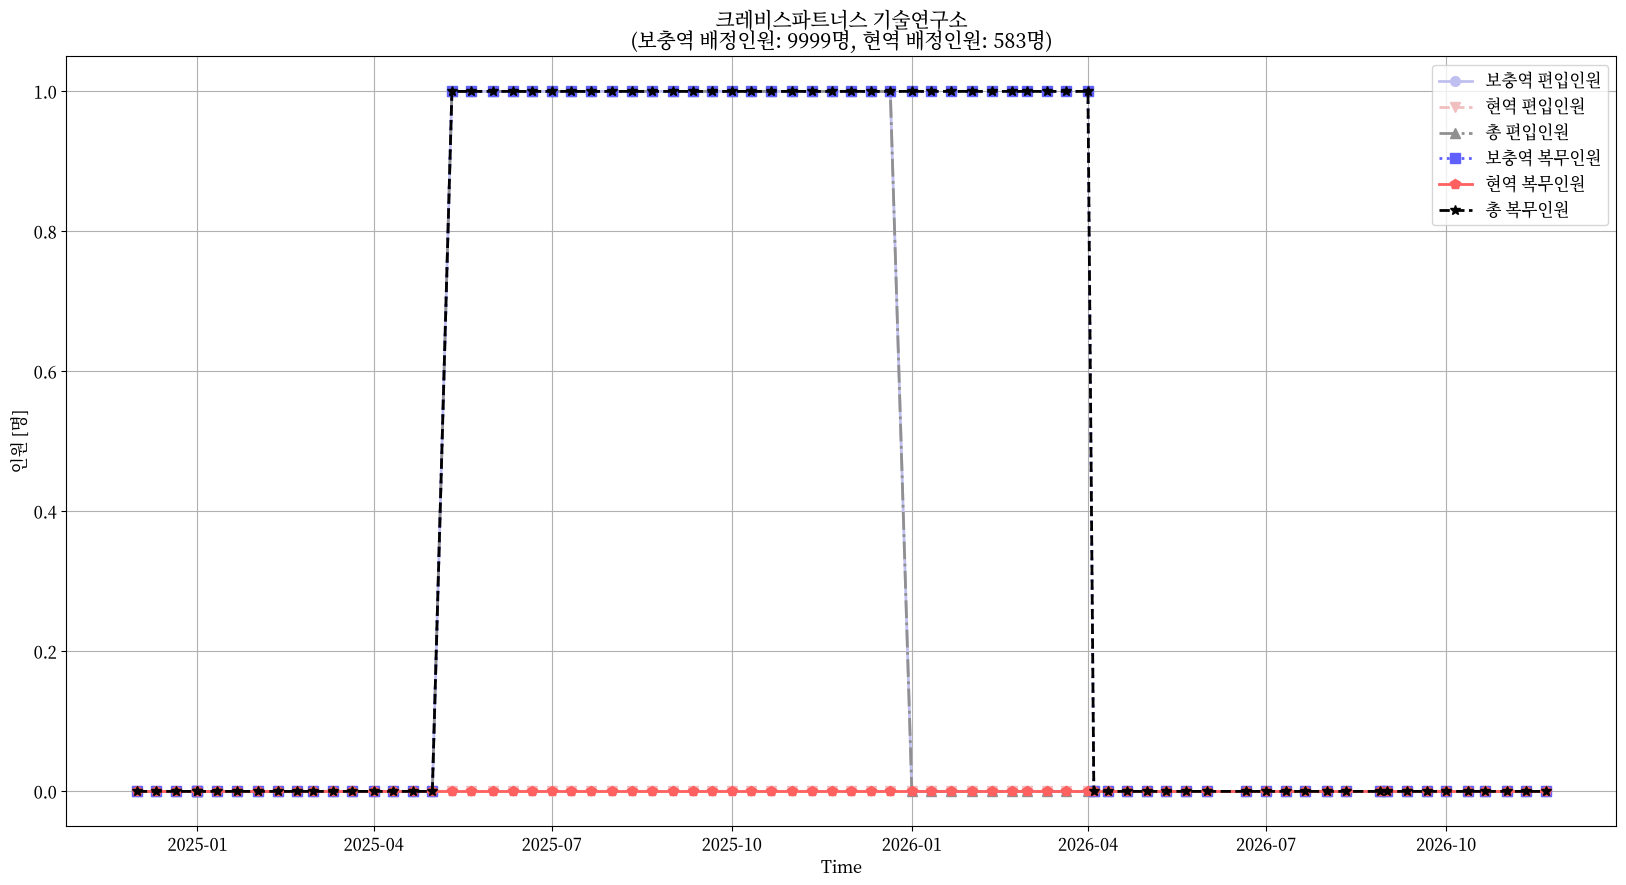 크레비스파트너스 기술연구소
(보충역 배정인원: 9999명, 현역 배정인원: 583명)
1.0
0.8
0.6
0.4
0.2
0.0
인원 [명]
보충역 편입인원
현역 편입인원
총 편입인원
보충역 복무인원
현역 복무인원
총 복무인원
2025-01
2025-04
2025-07
2025-10
2026-01
2026-04
2026-07
2026-10
Time